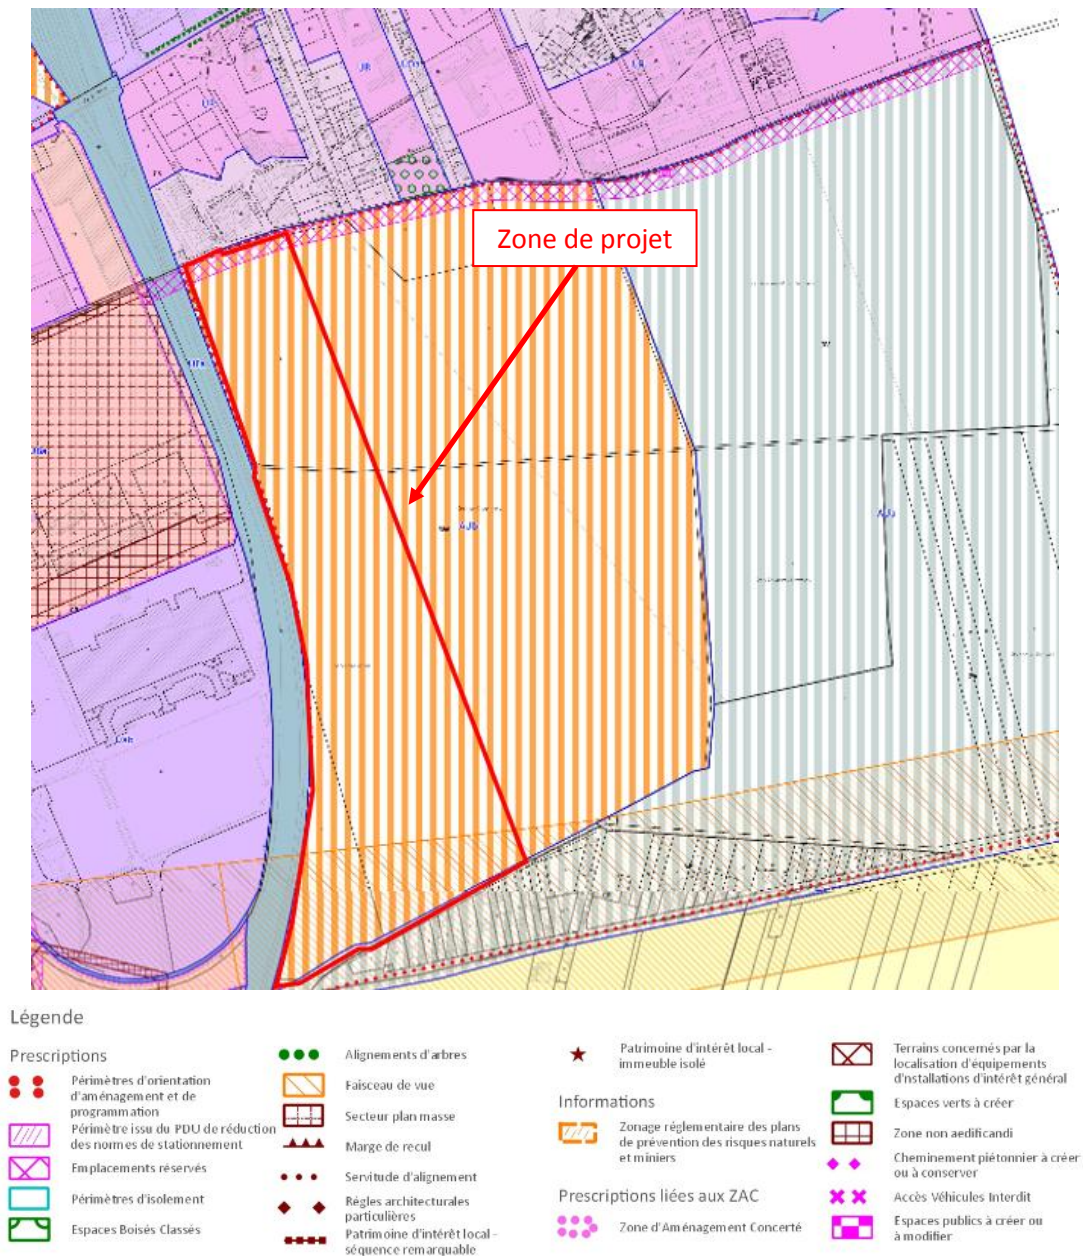 Zone de projet
UR
AUb
Légende
Prescriptions
Périmètres d'orientation
d'aménagement et de
programmation
Périmètre issu du PDU de réduction
des normes de stationnement
Emplacements réservés
Périmètres d'isolement
Espaces Boisés Classés
Alignements d'arbres
Faisceau de vue
Secteur plan masse
Marge de recul
Servitude d'alignement
Règles architecturales
particulières
Patrimoine d'intérêt local -
séquence remarquable
Patrimoine d'intérêt local -
immeuble isolé
Informations
Zonage réglementaire des plans
de prévention des risques naturels
et miniers
Prescriptions liées aux ZAC
Zone d'Aménagement Concerté
Terrains concernés par la
localisation d'équipements
d'nstallations d'intérêt général
Espaces verts à créer
Zone non aedificandi
Cheminement piétonnier à créer
ou à conserver
Accès Véhicules Interdit
Espaces publics à créer ou
à modifier